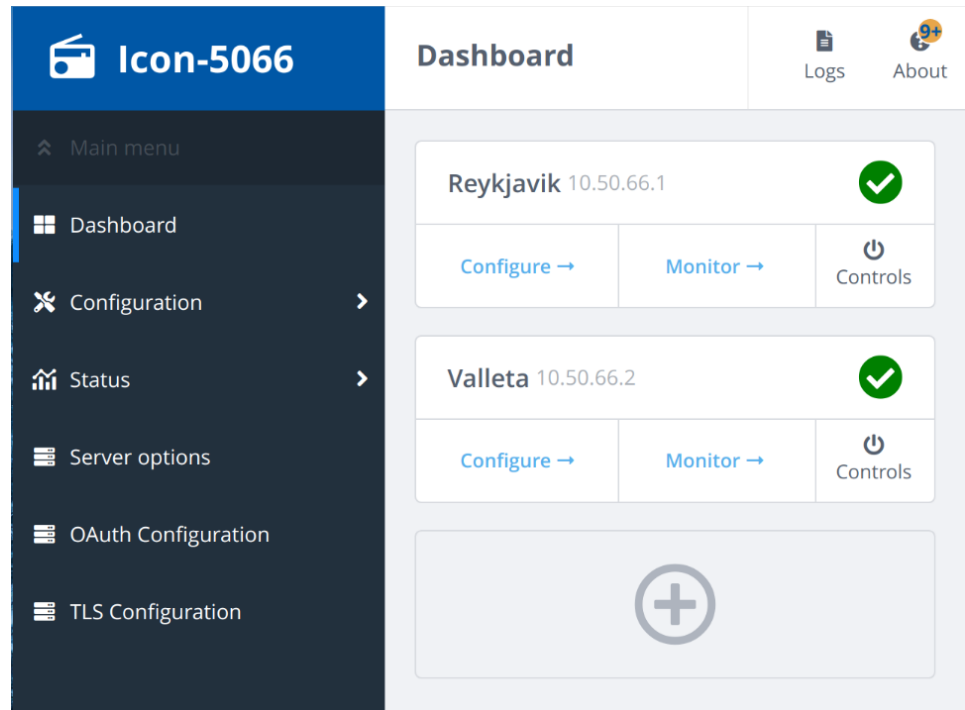 Icon-5066
Dashboard
Logs
9+
About
Main menu
Dashboard
Configuration
Status
Server options
OAuth Configuration
TLS Configuration
Reykjavik 10.50.66.1
Configure → Monitor → Controls
Valleta 10.50.66.2
Configure → Monitor → Controls